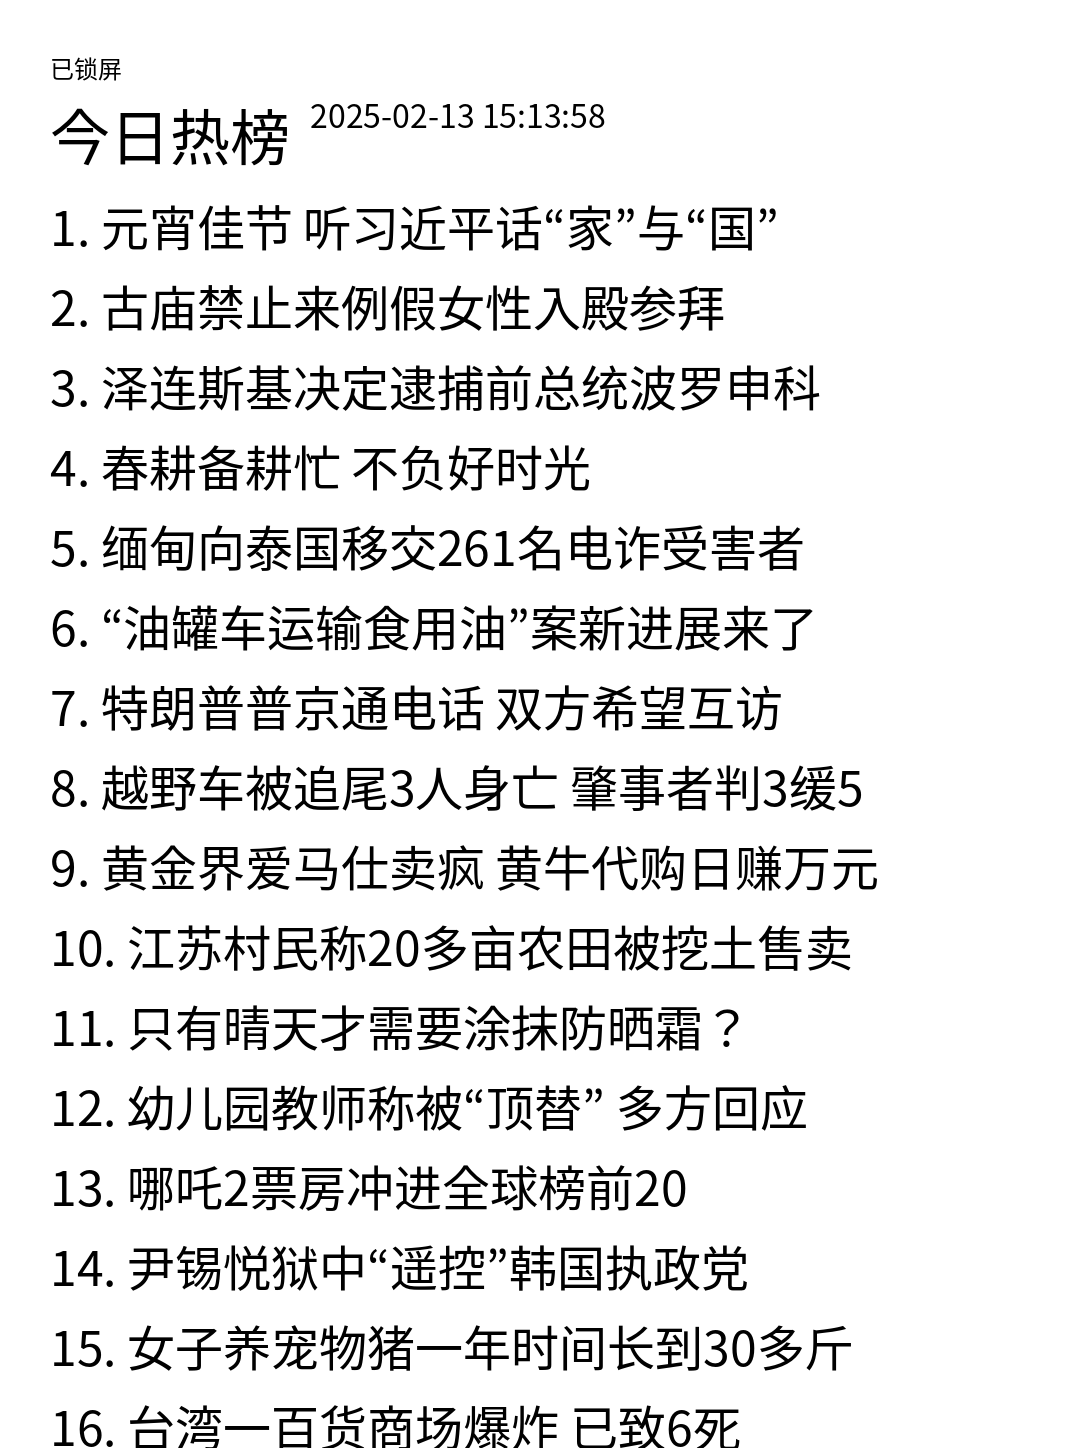 已锁屏
今日热榜 2025-02-13 15:13:58
1. 元宵佳节 听习近平话“家”与“国”
2. 古庙禁止来例假女性入殿参拜
3. 泽连斯基决定逮捕前总统波罗申科
4. 春耕备耕忙 不负好时光
5. 缅甸向泰国移交261名电诈受害者
6. “油罐车运输食用油”案新进展来了
7. 特朗普普京通电话 双方希望互访
8. 越野车被追尾3人身亡 肇事者判3缓5
9. 黄金界爱马仕卖疯 黄牛代购日赚万元
10. 江苏村民称20多亩农田被挖土售卖
11. 只有晴天才需要涂抹防晒霜？
12. 幼儿园教师称被“顶替” 多方回应
13. 哪吒2票房冲进全球榜前20
14. 尹锡悦狱中“遥控”韩国执政党
15. 女子养宠物猪一年时间长到30多斤
16. 台湾一百货商场爆炸 已致6死